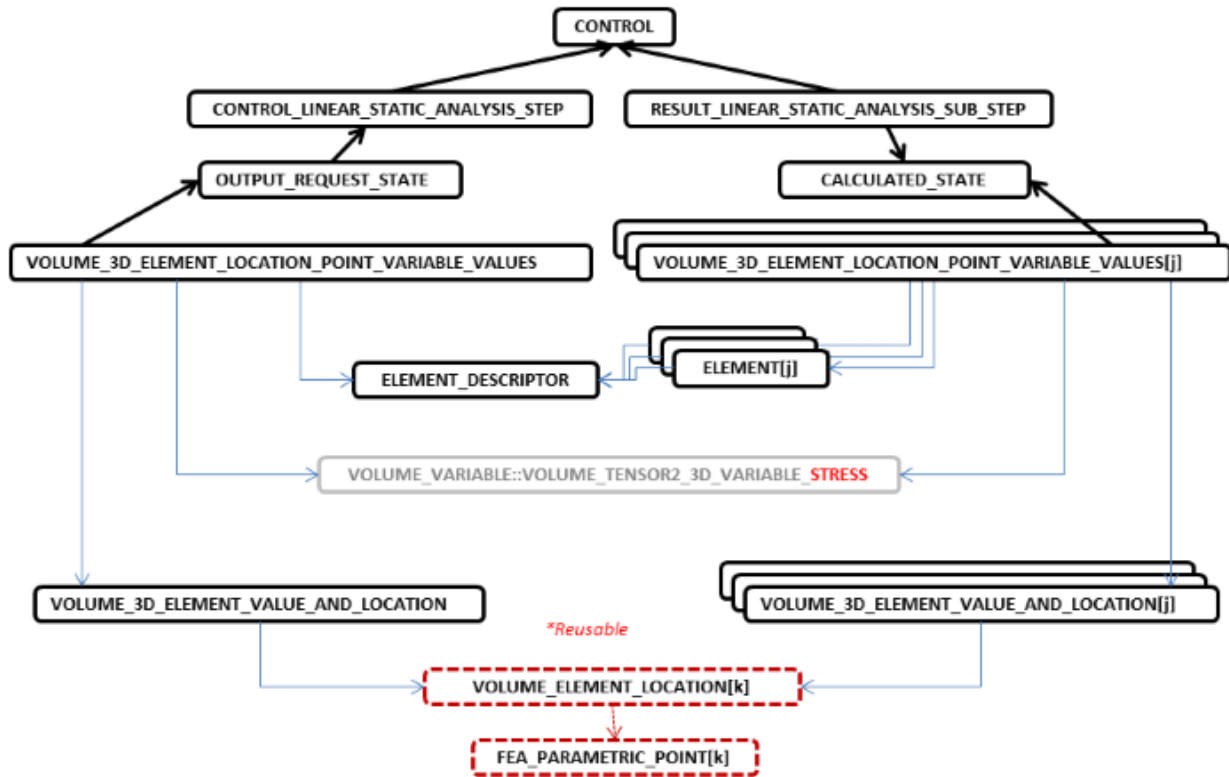 CONTROL
CONTROL_LINEAR_STATIC_ANALYSIS_STEP
RESULT_LINEAR_STATIC_ANALYSIS_SUB_STEP
OUTPUT_REQUEST_STATE
CALCULATED_STATE
VOLUME_3D_ELEMENT_LOCATION_POINT_VARIABLE_VALUES
VOLUME_3D_ELEMENT_LOCATION_POINT_VARIABLE_VALUES[j]
ELEMENT_DESCRIPTOR
ELEMENT[j]
VOLUME_VARIABLE::VOLUME_TENSOR2_3D_VARIABLE_STRESS
VOLUME_3D_ELEMENT_VALUE_AND_LOCATION
VOLUME_3D_ELEMENT_VALUE_AND_LOCATION[j]
*Reusable
VOLUME_ELEMENT_LOCATION[k]
FEA_PARAMETRIC_POINT[k]